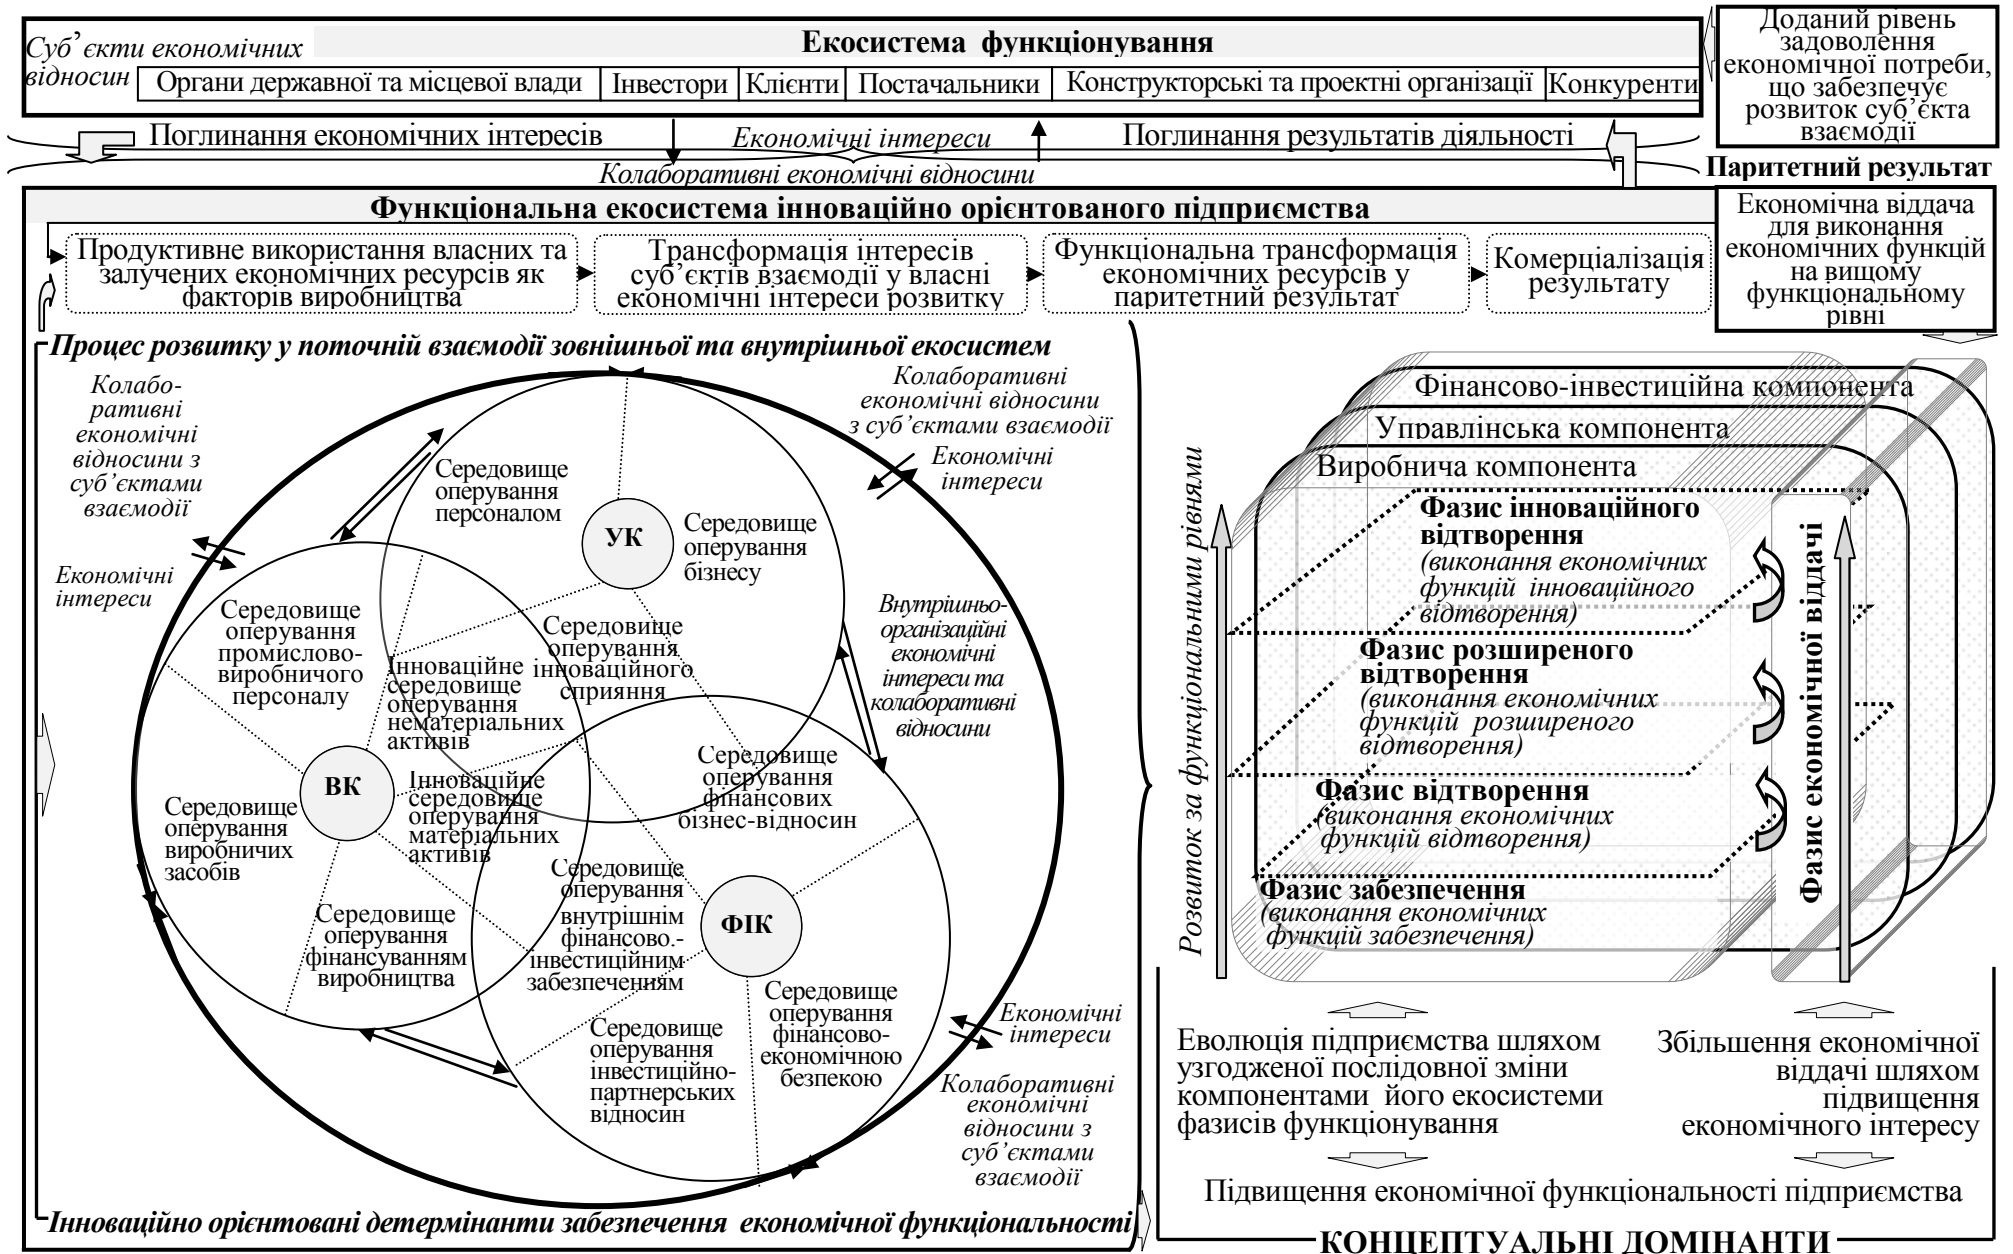 Екосистема функціонування
Суб’єкти економічних
відносин
Органи державної та місцевої влади
Інвестори
Клієнти
Постачальники
Конструкторські та проектні організації
Конкуренти
Доданий рівень
задоволення
економічної потреби,
що забезпечує
розвиток суб’єкта
взаємодії
Поглинання економічних інтересів
Економічні інтереси
Поглинання результатів діяльності
Колаборативні економічні відносини
Паритетний результат
Функціональна екосистема інноваційно орієнтованого підприємства
Продуктивне використання власних та
залучених економічних ресурсів як
факторів виробництва
Трансформація інтересів
суб’єктів взаємодії у власні
економічні інтереси розвитку
Функціональна трансформація
економічних ресурсів у
паритетний результат
Комерціалізація
результату
Економічна віддача
для виконання
економічних функцій
на вищому
функціональному
рівні
Процес розвитку у поточній взаємодії зовнішньої та внутрішньої екосистем
Колабо-
ративні
економічні
відносини з
суб’єктами
взаємодії
Економічні
інтереси
Колаборативні
економічні відносини
з суб’єктами взаємодії
Економічні
інтереси
Середовище
оперування
персоналом
УК
Середовище
оперування
бізнесу
Середовище
оперування
промислово-
виробничого
персоналу
Інноваційне
середовище
оперування
нематеріальних
активів
Середовище
оперування
інноваційного
сприяння
Внутрішньо-
організаційні
економічні
інтереси та
колаборативні
відносини
ВК
Інноваційне
середовище
оперування
матеріальних
активів
Середовище
оперування
фінансових
бізнес-відносин
Середовище
оперування
виробничих
засобів
Середовище
оперування
фінансуванням
виробництва
Середовище
оперування
внутрішнім
фінансово.-
інвестиційним
забезпеченням
ФІК
Середовище
оперування
інвестиційно-
партнерських
відносин
Середовище
оперування
фінансово-
економічною
безпекою
Економічні
інтереси
Колаборативні
економічні
відносини з
суб’єктами
взаємодії
Інноваційно орієнтовані детермінанти забезпечення економічної функціональності
Фінансово-інвестиційна компонента
Управлінська компонента
Виробнича компонента
Розвиток за функціональними рівнями
Фазис інноваційного
відтворення
(виконання економічних
функцій інноваційного
відтворення)
Фазис розширеного
відтворення
(виконання економічних
функцій розширеного
відтворення)
Фазис відтворення
(виконання економічних
функцій відтворення)
Фазис забезпечення
(виконання економічних
функцій забезпечення)
Фазис економічної віддачі
Еволюція підприємства шляхом
узгодженої послідовної зміни
компонентами його екосистеми
фазисів функціонування
Збільшення економічної
віддачі шляхом
підвищення
економічного інтересу
Підвищення економічної функціональності підприємства
КОНЦЕПТУАЛЬНІ ДОМІНАНТИ